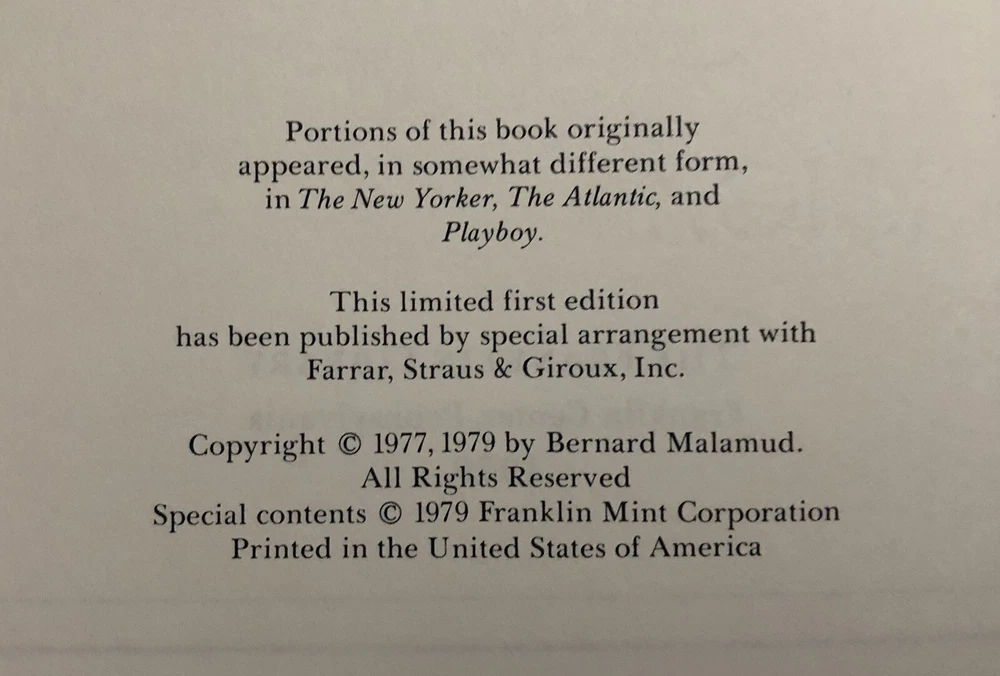 Portions of this book originally
appeared, in somewhat different form,
in The New Yorker, The Atlantic, and
Playboy.
This limited first edition
has been published by special arrangement with
Farrar, Straus & Giroux, Inc.
Copyright © 1977, 1979 by Bernard Malamud.
All Rights Reserved
Special contents © 1979 Franklin Mint Corporation
Printed in the United States of America